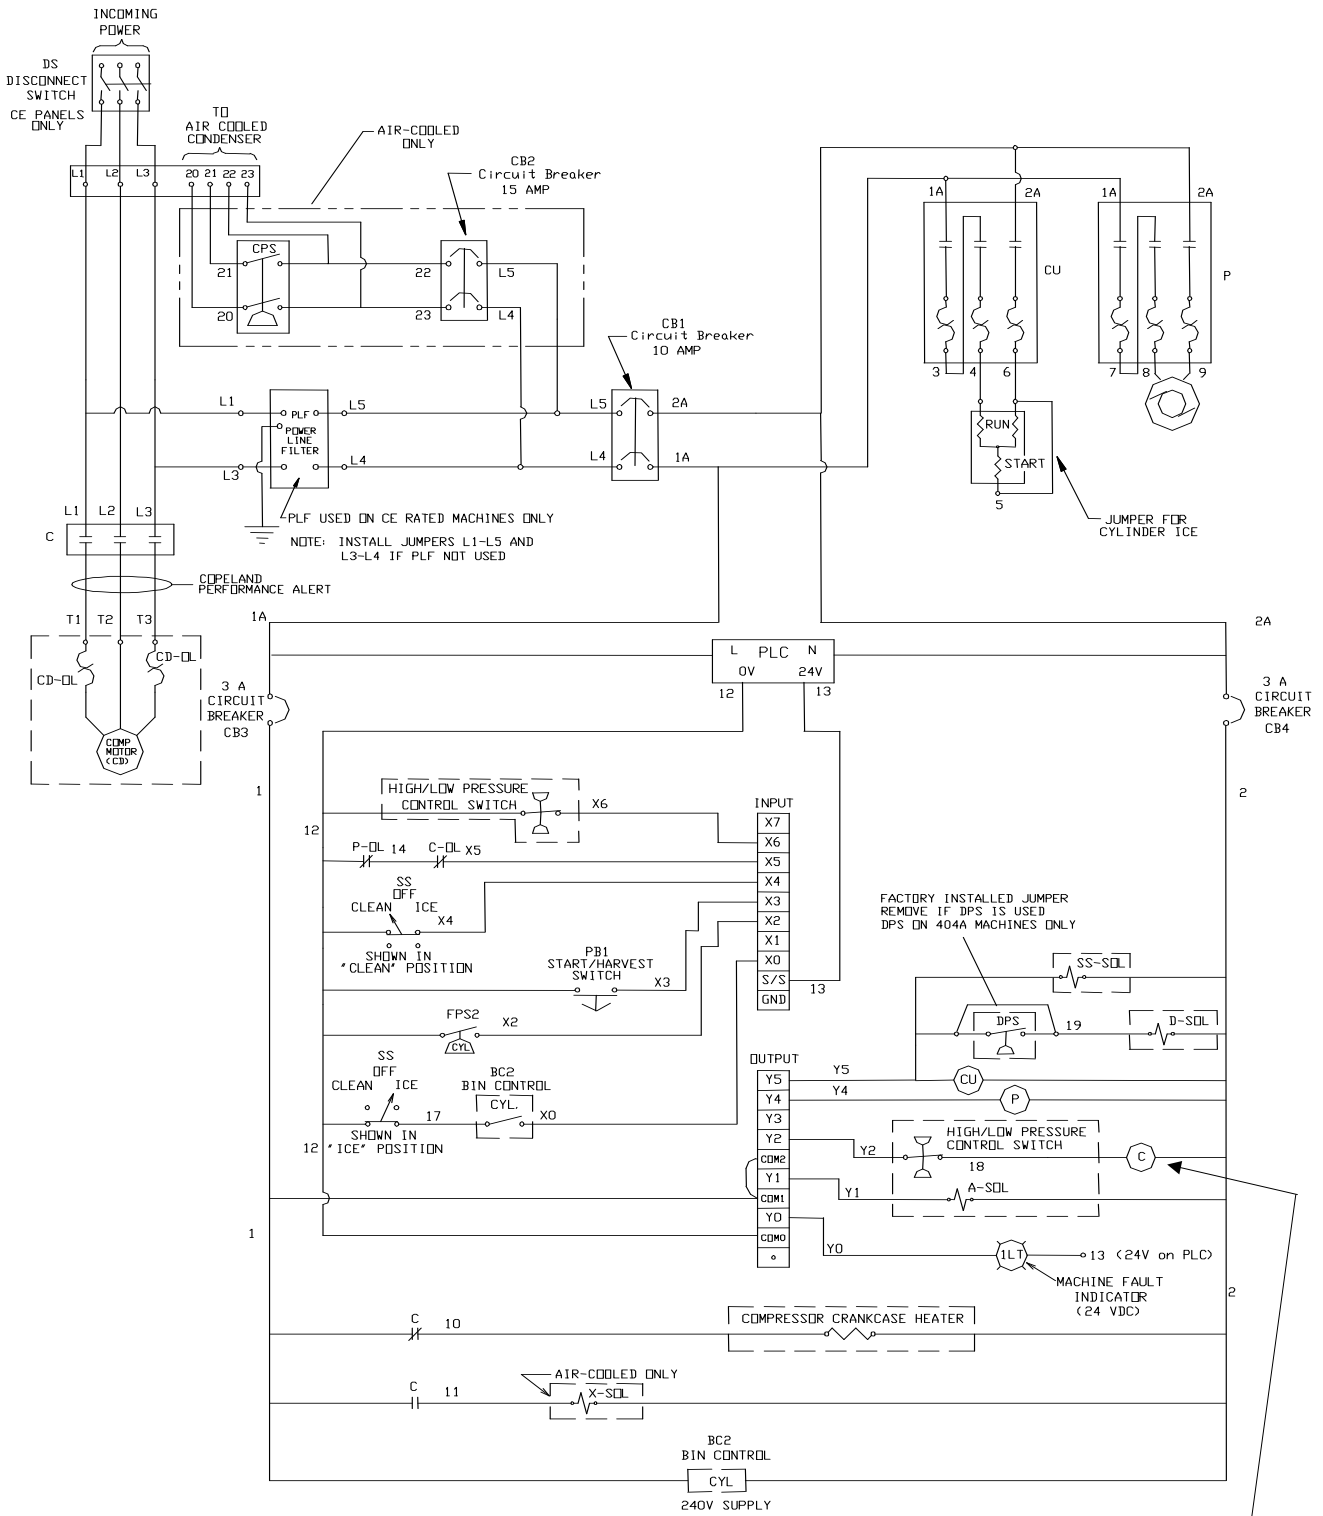 INCOMING
POWER
DS
DISCONNECT
SWITCH
CE PANELS
ONLY
TO
AIR COOLED
CONDENSER
L1 L2 L3 20 21 22 23
AIR-COOLED
ONLY
CB2
Circuit Breaker
15 AMP
CPS
21
20
22
23
L5
L4
CB1
Circuit Breaker
10 AMP
1A
2A
1A
2A
CU
P
3 4 6
7 8 9
RUN
START
5
JUMPER FOR
CYLINDER ICE
L1
L3
PLF
POWER
LINE
FILTER
L5
L4
L5
L4
2A
1A
PLF USED ON CE RATED MACHINES ONLY
NOTE: INSTALL JUMPERS L1-L5 AND
L3-L4 IF PLF NOT USED
L1 L2 L3
C
COPELAND
PERFORMANCE ALERT
T1 T2 T3
CD-OL
CD-OL
COMP
MOTOR
(CD)
1A
2A
L PLC N
0V 24V
12
13
3 A
CIRCUIT
BREAKER
CB3
3 A
CIRCUIT
BREAKER
CB4
1
2
HIGH/LOW PRESSURE
CONTROL SWITCH
X6
12
P-OL 14 C-OL X5
SS
OFF
CLEAN ICE
X4
SHOWN IN
"CLEAN" POSITION
PB1
START/HARVEST
SWITCH
X3
FPS2
CYL
X2
SS
OFF
CLEAN ICE
17
SHOWN IN
"ICE" POSITION
12
BC2
BIN CONTROL
CYL.
X0
INPUT
X7
X6
X5
X4
X3
X2
X1
X0
S/S
GND
13
FACTORY INSTALLED JUMPER
REMOVE IF DPS IS USED
DPS ON 404A MACHINES ONLY
SS-SOL
DPS
19
D-SOL
OUTPUT
Y5
Y4
Y3
Y2
COM2
Y1
COM1
Y0
COM0
Y5
Y4
CU
P
HIGH/LOW PRESSURE
CONTROL SWITCH
Y2
18
C
Y1
A-SOL
Y0
1LT
13 (24V on PLC)
MACHINE FAULT
INDICATOR
(24 VDC)
1
2
C
10
COMPRESSOR CRANKCASE HEATER
AIR-COOLED ONLY
C
11
X-SOL
BC2
BIN CONTROL
CYL
240V SUPPLY